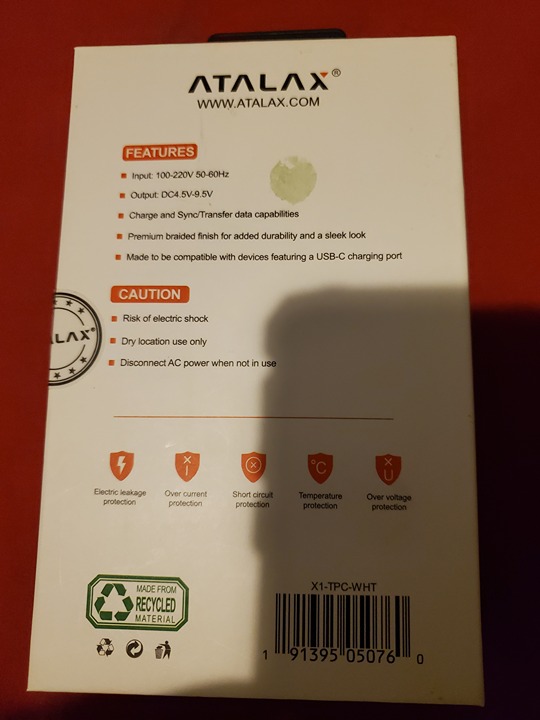 ATALAX®
WWW.ATALAX.COM
FEATURES
Input: 100-220V 50-60Hz
Output: DC4.5V-9.5V
Charge and Sync/Transfer data capabilities
Premium braided finish for added durability and a sleek look
Made to be compatible with devices featuring a USB-C charging port
CAUTION
LAX®
Risk of electric shock
Dry location use only
Disconnect AC power when not in use
X
I
°C
X
U
Electric leakage
protection
Over current
protection
Short circuit
protection
Temperature
protection
Over voltage
protection
MADE FROM
RECYCLED
MATERIAL
X1-TPC-WHT
1 91395 05076 0